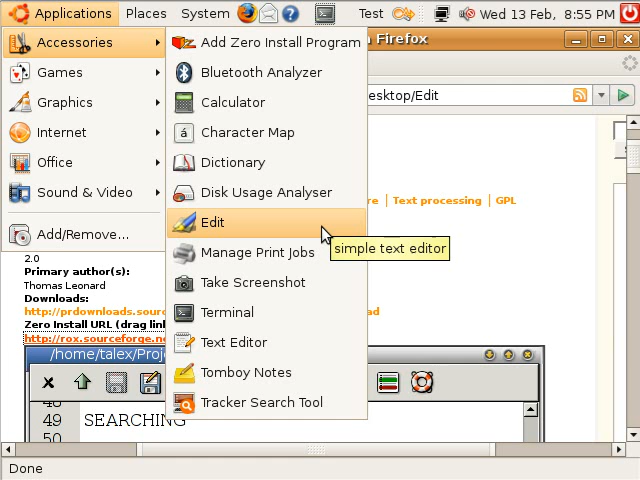 Applications Places System Test Wed 13 Feb, 8:55 PM
Firefox
Accessories
Games
Graphics
Internet
Office
Sound & Video
Add/Remove...
Add Zero Install Program
Bluetooth Analyzer
Calculator
Character Map
á
Dictionary
Disk Usage Analyser
Edit
Manage Print Jobs
Take Screenshot
Terminal
Text Editor
Tomboy Notes
Tracker Search Tool
simple text editor
esktop/Edit
re | Text processing | GPL
2.0
Primary author(s):
Thomas Leonard
Downloads:
http://prdownloads.sour ad
Zero Install URL (drag link
http://rox.sourceforge.ne
/home/talex/Proj
48
49 SEARCHING
50
Done